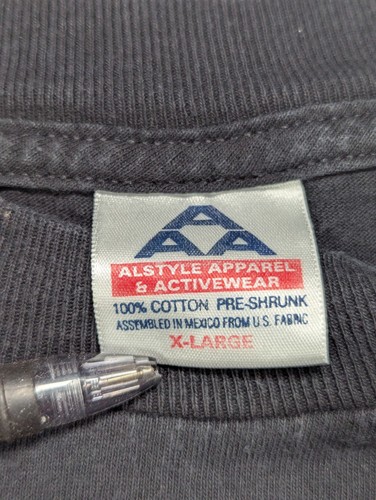 AAA
ALSTYLE APPAREL
& ACTIVEWEAR
100% COTTON PRE-SHRUNK
ASSEMBLED IN MEXICO FROM U.S. FABRIC
X-LARGE